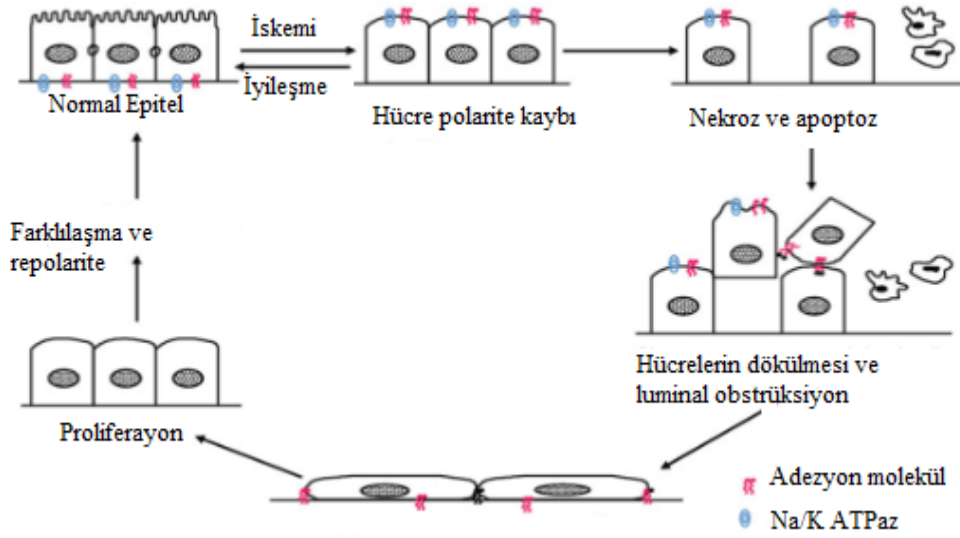 İskemi
İyileşme
Normal Epitel
Hücre polarite kaybı
Nekroz ve apoptoz
Farklılaşma ve
repolarite
Hücrelerin dökülmesi ve
luminal obstrüksiyon
Proliferayon
Adezyon molekül
Na/K ATPaz